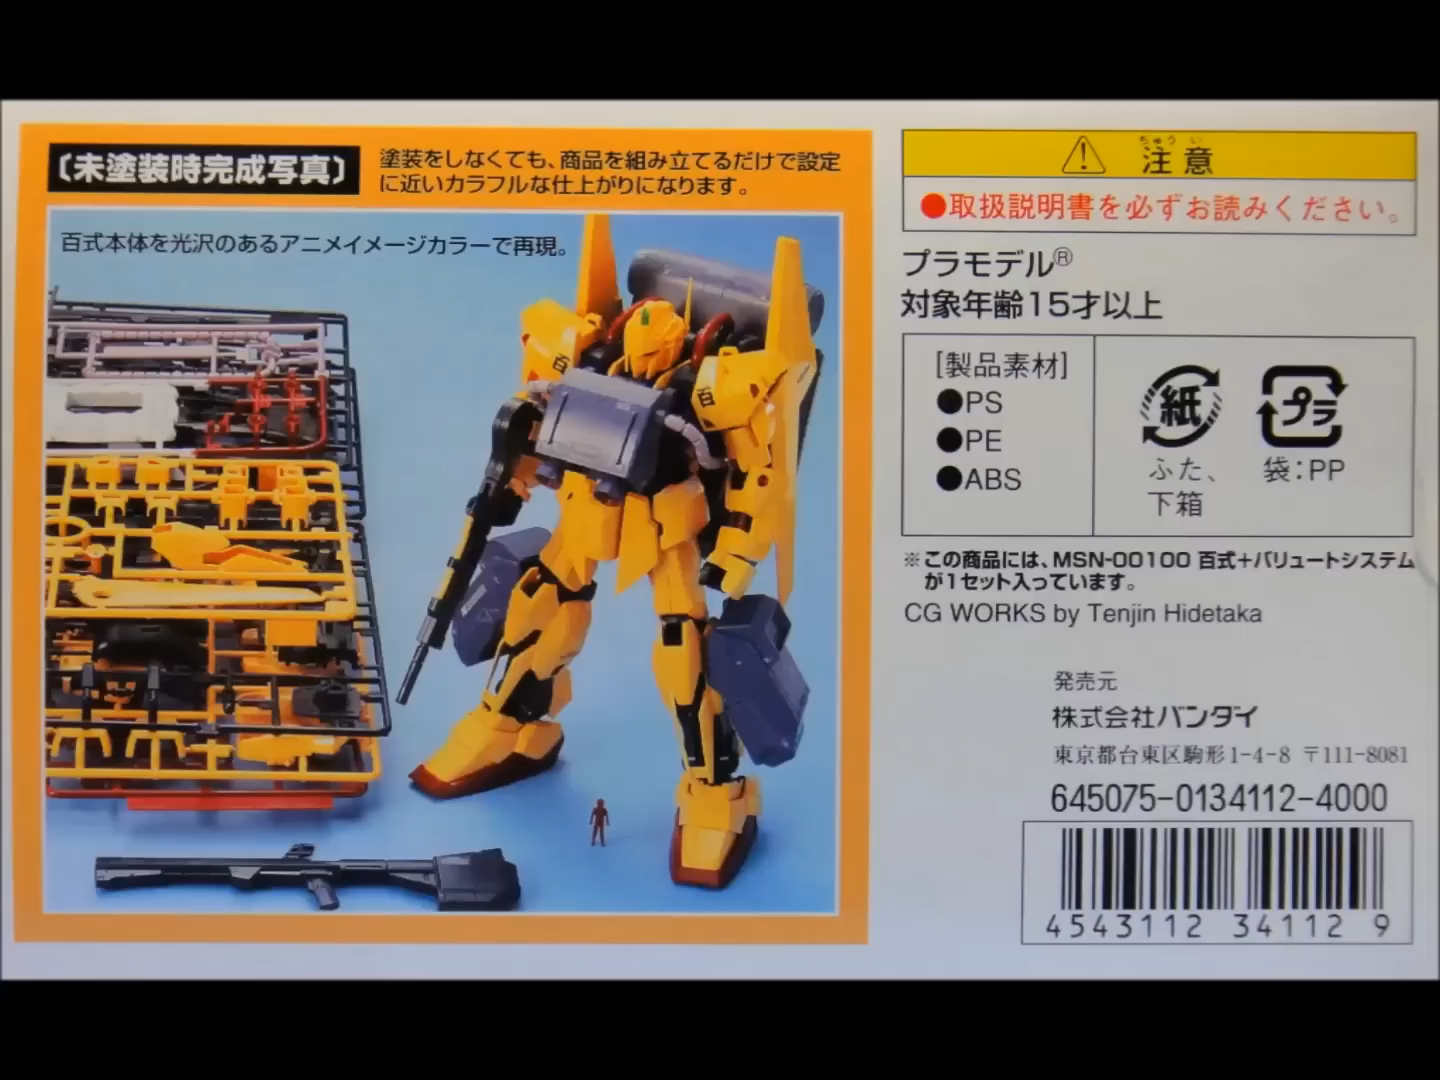 〔未塗装時完成写真〕
塗装をしなくても、商品を組み立てるだけで設定
に近いカラフルな仕上がりになります。
百式本体を光沢のあるアニメイメージカラーで再現。
百
百
ちゅうい
注意
●取扱説明書を必ずお読みください。
プラモデル®
対象年齢15才以上
[製品素材]
●PS
●PE
●ABS
紙
ふた、
下箱
プラ
袋:PP
※この商品には、MSN-00100 百式+バリュートシステム
が1セット入っています。
CG WORKS by Tenjin Hidetaka
発売元
株式会社バンダイ
東京都台東区駒形1-4-8 〒111-8081
645075-0134112-4000
4543112 34112 9